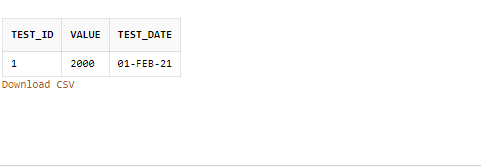 TEST_ID VALUE TEST_DATE
1 2000 01-FEB-21
Download CSV